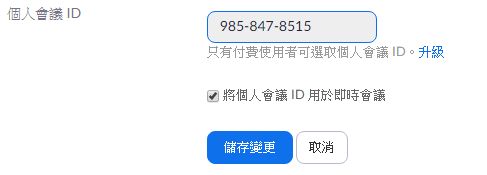 個人會議 ID
985-847-8515
只有付費使用者可選取個人會議 ID。升級
將個人會議 ID 用於即時會議
儲存變更 取消